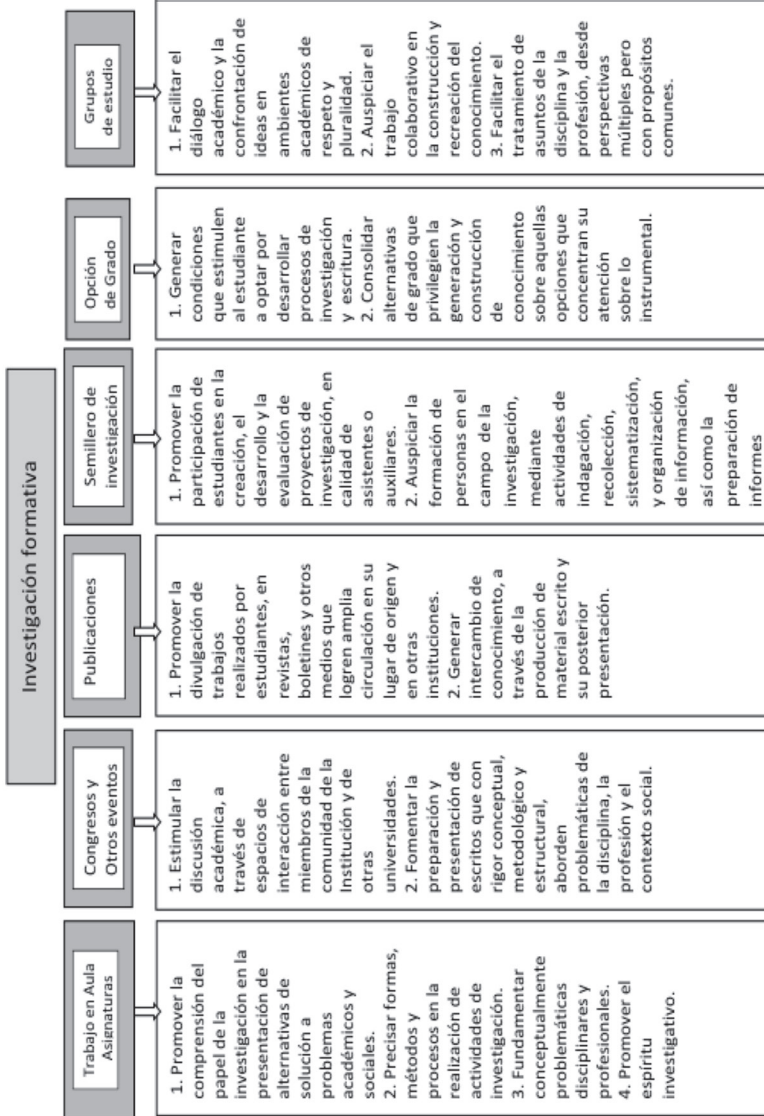 Investigación formativa
Trabajo en Aula
Asignaturas
1. Promover la
comprensión del
papel de la
investigación en la
presentación de
alternativas de
solución a
problemas
académicos y
sociales.
2. Precisar formas,
métodos y
procesos en la
realización de
actividades de
investigación.
3. Fundamentar
conceptualmente
problemáticas
disciplinares y
profesionales.
4. Promover el
espíritu
investigativo.
Congresos y
Otros eventos
1. Estimular la
discusión
académica, a
través de
espacios de
interacción entre
miembros de la
comunidad de la
Institución y de
otras
universidades.
2. Fomentar la
preparación y
presentación de
escritos que con
rigor conceptual,
metodológico y
estructural,
aborden
problemáticas de
la disciplina, la
profesión y el
contexto social.
Publicaciones
1. Promover la
divulgación de
trabajos
realizados por
estudiantes, en
revistas,
boletines y otros
medios que
logren amplia
circulación en su
lugar de origen y
en otras
instituciones.
2. Generar
intercambio de
conocimiento, a
través de la
producción de
material escrito y
su posterior
presentación.
Semillero de
investigación
1. Promover la
participación de
estudiantes en la
creación, el
desarrollo y la
evaluación de
proyectos de
investigación, en
calidad de
asistentes o
auxiliares.
2. Auspiciar la
formación de
personas en el
campo de la
investigación,
mediante
actividades de
indagación,
recolección,
sistematización,
y organización
de información,
así como la
preparación de
informes
Opción
de Grado
1. Generar
condiciones
que estimulen
al estudiante
a optar por
desarrollar
procesos de
investigación
y escritura.
2. Consolidar
alternativas
de grado que
privilegien la
generación y
construcción
de
conocimiento
sobre aquellas
opciones que
concentran su
atención
sobre lo
instrumental.
Grupos
de estudio
1. Facilitar el
diálogo
académico y la
confrontación de
ideas en
ambientes
académicos de
respeto y
pluralidad.
2. Auspiciar el
trabajo
colaborativo en
la construcción y
recreación del
conocimiento.
3. Facilitar el
tratamiento de
asuntos de la
disciplina y la
profesión, desde
perspectivas
múltiples pero
con propósitos
comunes.